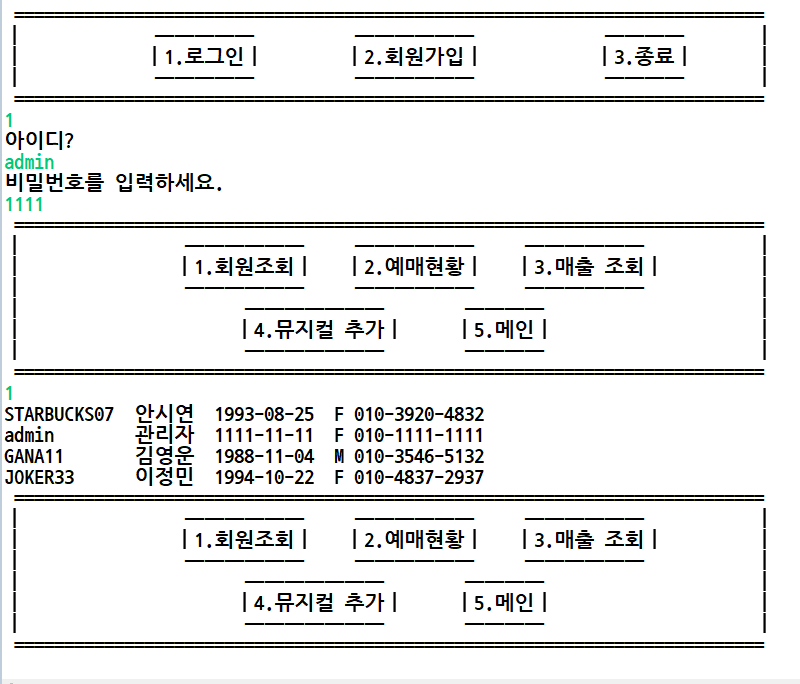 |1.로그인| |2.회원가입| |3.종료|
1
아이디?
admin
비밀번호를 입력하세요.
1111
|1.회원조회| |2.예매현황| |3.매출 조회|
|4.뮤지컬 추가| |5.메인|
1
STARBUCKS07 안시연 1993-08-25 F 010-3920-4832
admin 관리자 1111-11-11 F 010-1111-1111
GANA11 김영운 1988-11-04 M 010-3546-5132
JOKER33 이정민 1994-10-22 F 010-4837-2937
|1.회원조회| |2.예매현황| |3.매출 조회|
|4.뮤지컬 추가| |5.메인|